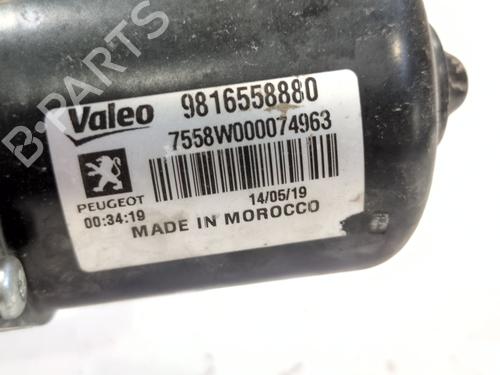 Valeo 9816558880
7558W000074963
PEUGEOT
00:34:19
14/05/19
MADE IN MOROCCO
B-PARTS